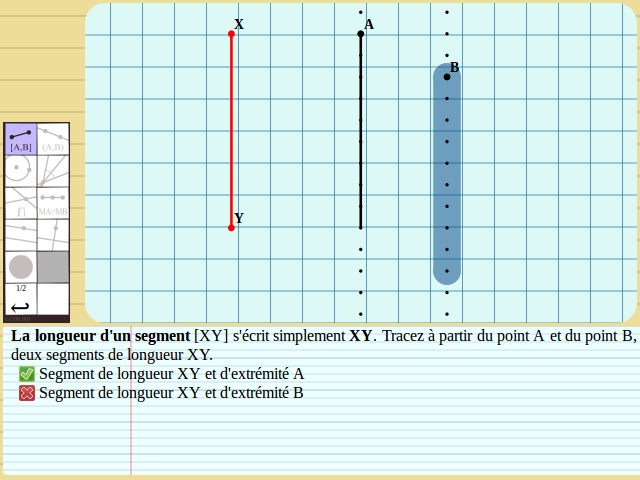 X
A
B
Y
[A,B]
(A,B)
∩
MA=MB
1/2
La longueur d'un segment [XY] s'écrit simplement XY. Tracez à partir du point A et du point B,
deux segments de longueur XY.
Segment de longueur XY et d'extrémité A
Segment de longueur XY et d'extrémité B